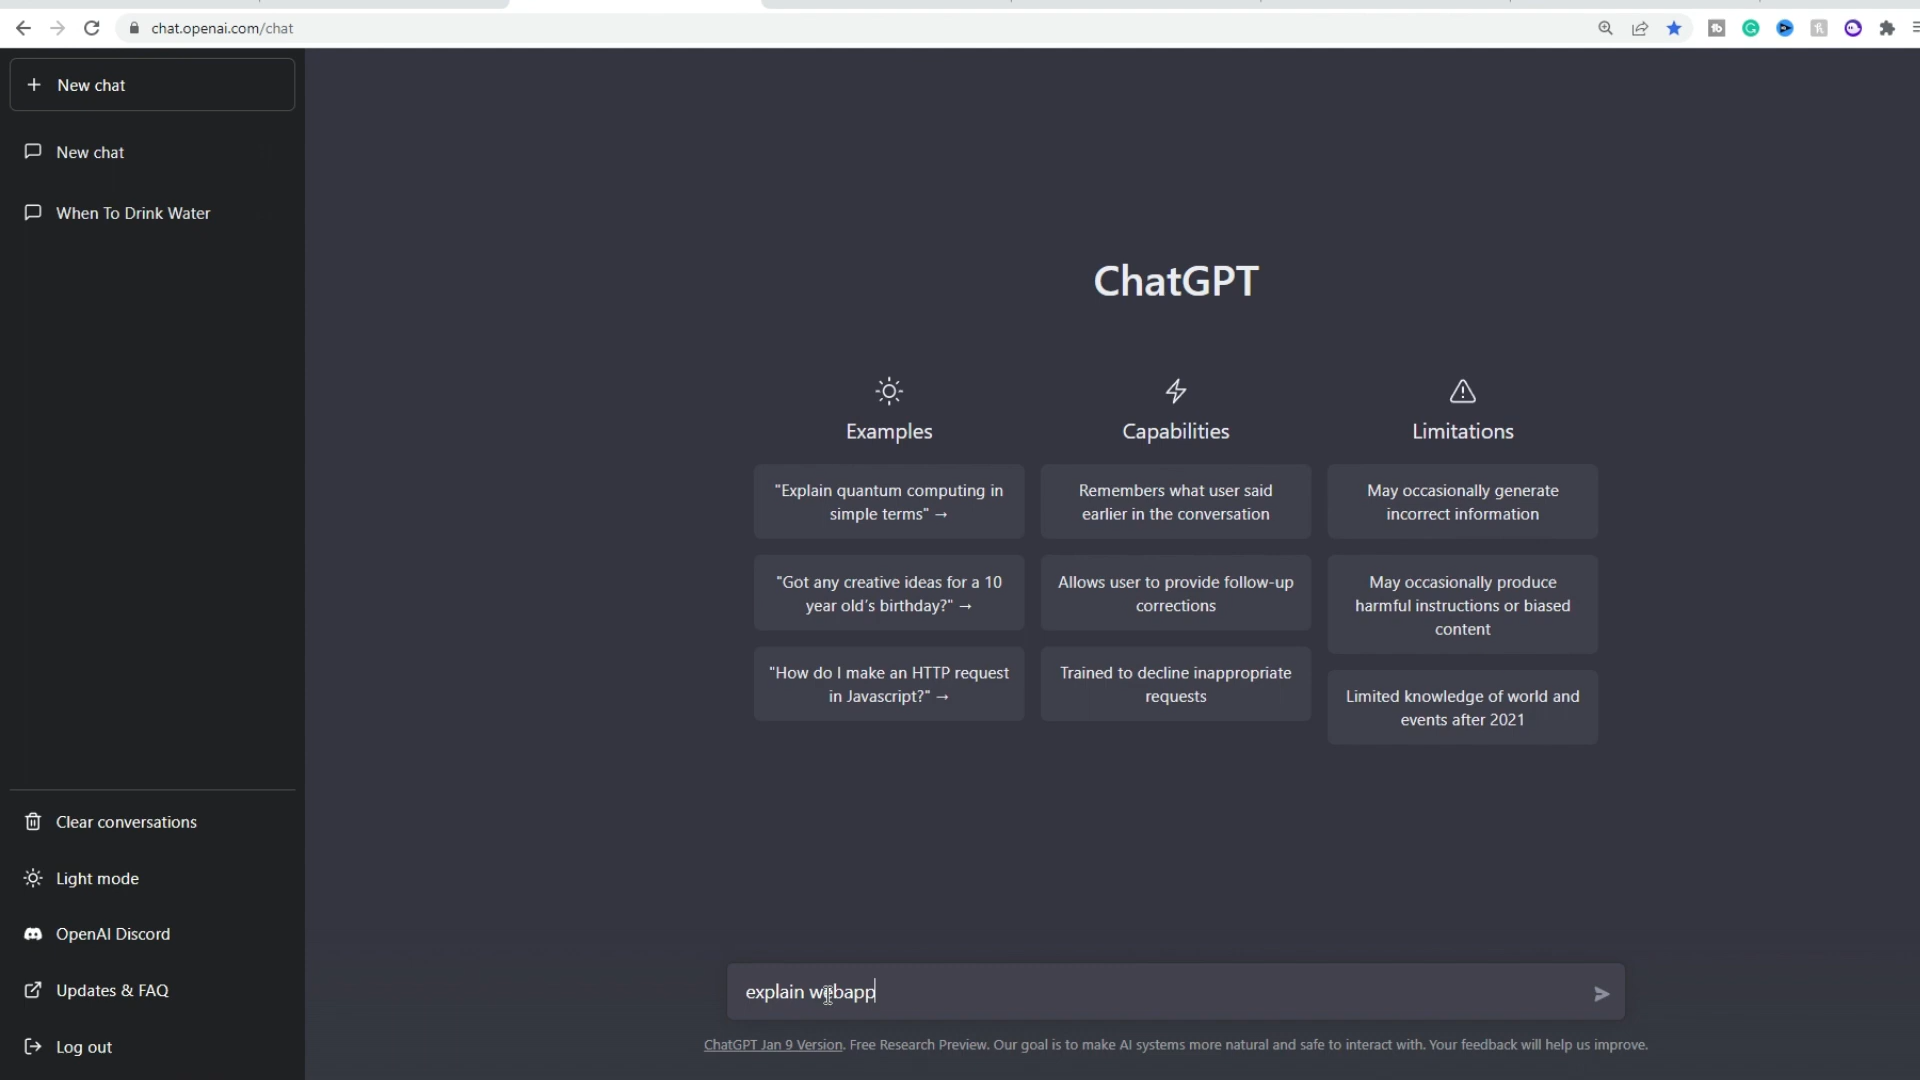 chat.openai.com/chat
New chat
New chat
When To Drink Water
Clear conversations
Light mode
OpenAI Discord
Updates & FAQ
Log out
ChatGPT
Examples
"Explain quantum computing in
simple terms" →
"Got any creative ideas for a 10
year old's birthday?" →
"How do I make an HTTP request
in Javascript?" →
Capabilities
Remembers what user said
earlier in the conversation
Allows user to provide follow-up
corrections
Trained to decline inappropriate
requests
Limitations
May occasionally generate
incorrect information
May occasionally produce
harmful instructions or biased
content
Limited knowledge of world and
events after 2021
explain webapp
ChatGPT Jan 9 Version. Free Research Preview. Our goal is to make AI systems more natural and safe to interact with. Your feedback will help us improve.